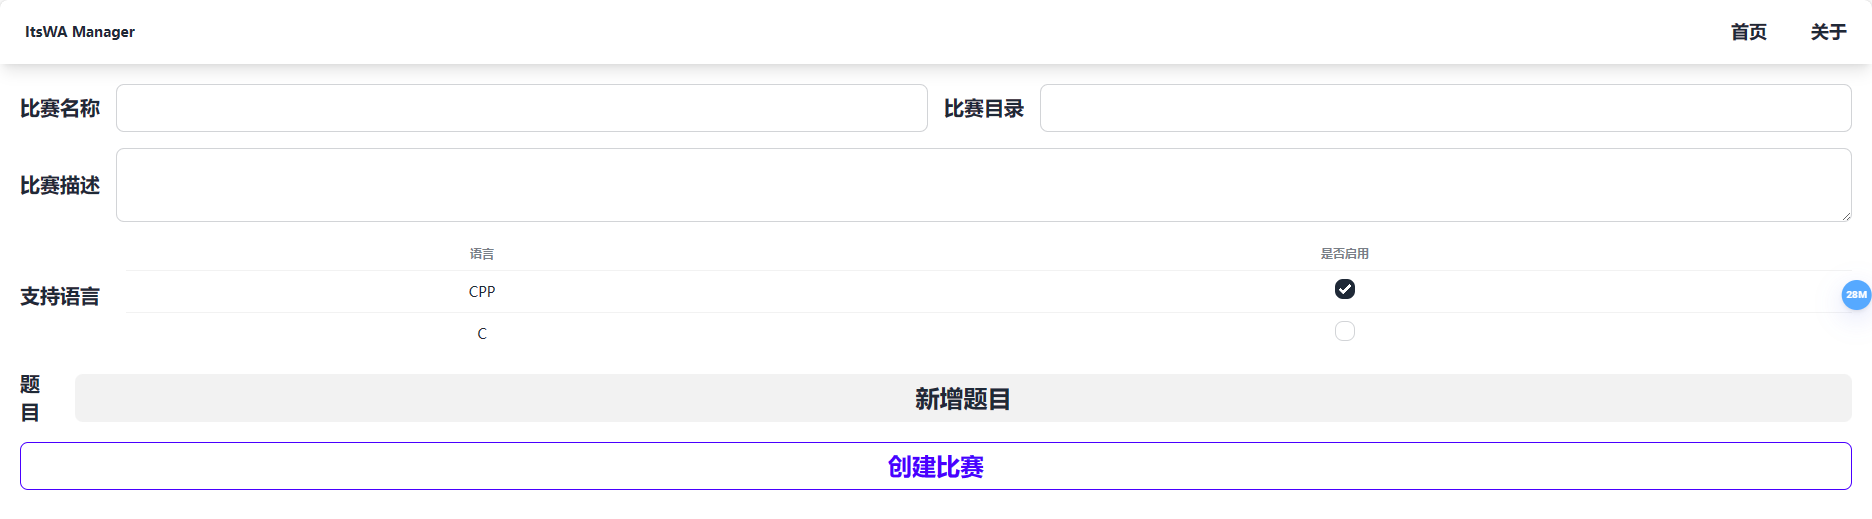 ItsWA Manager
首页
关于
比赛名称
比赛目录
比赛描述
语言
是否启用
支持语言
CPP
28M
C
题
目
新增题目
创建比赛